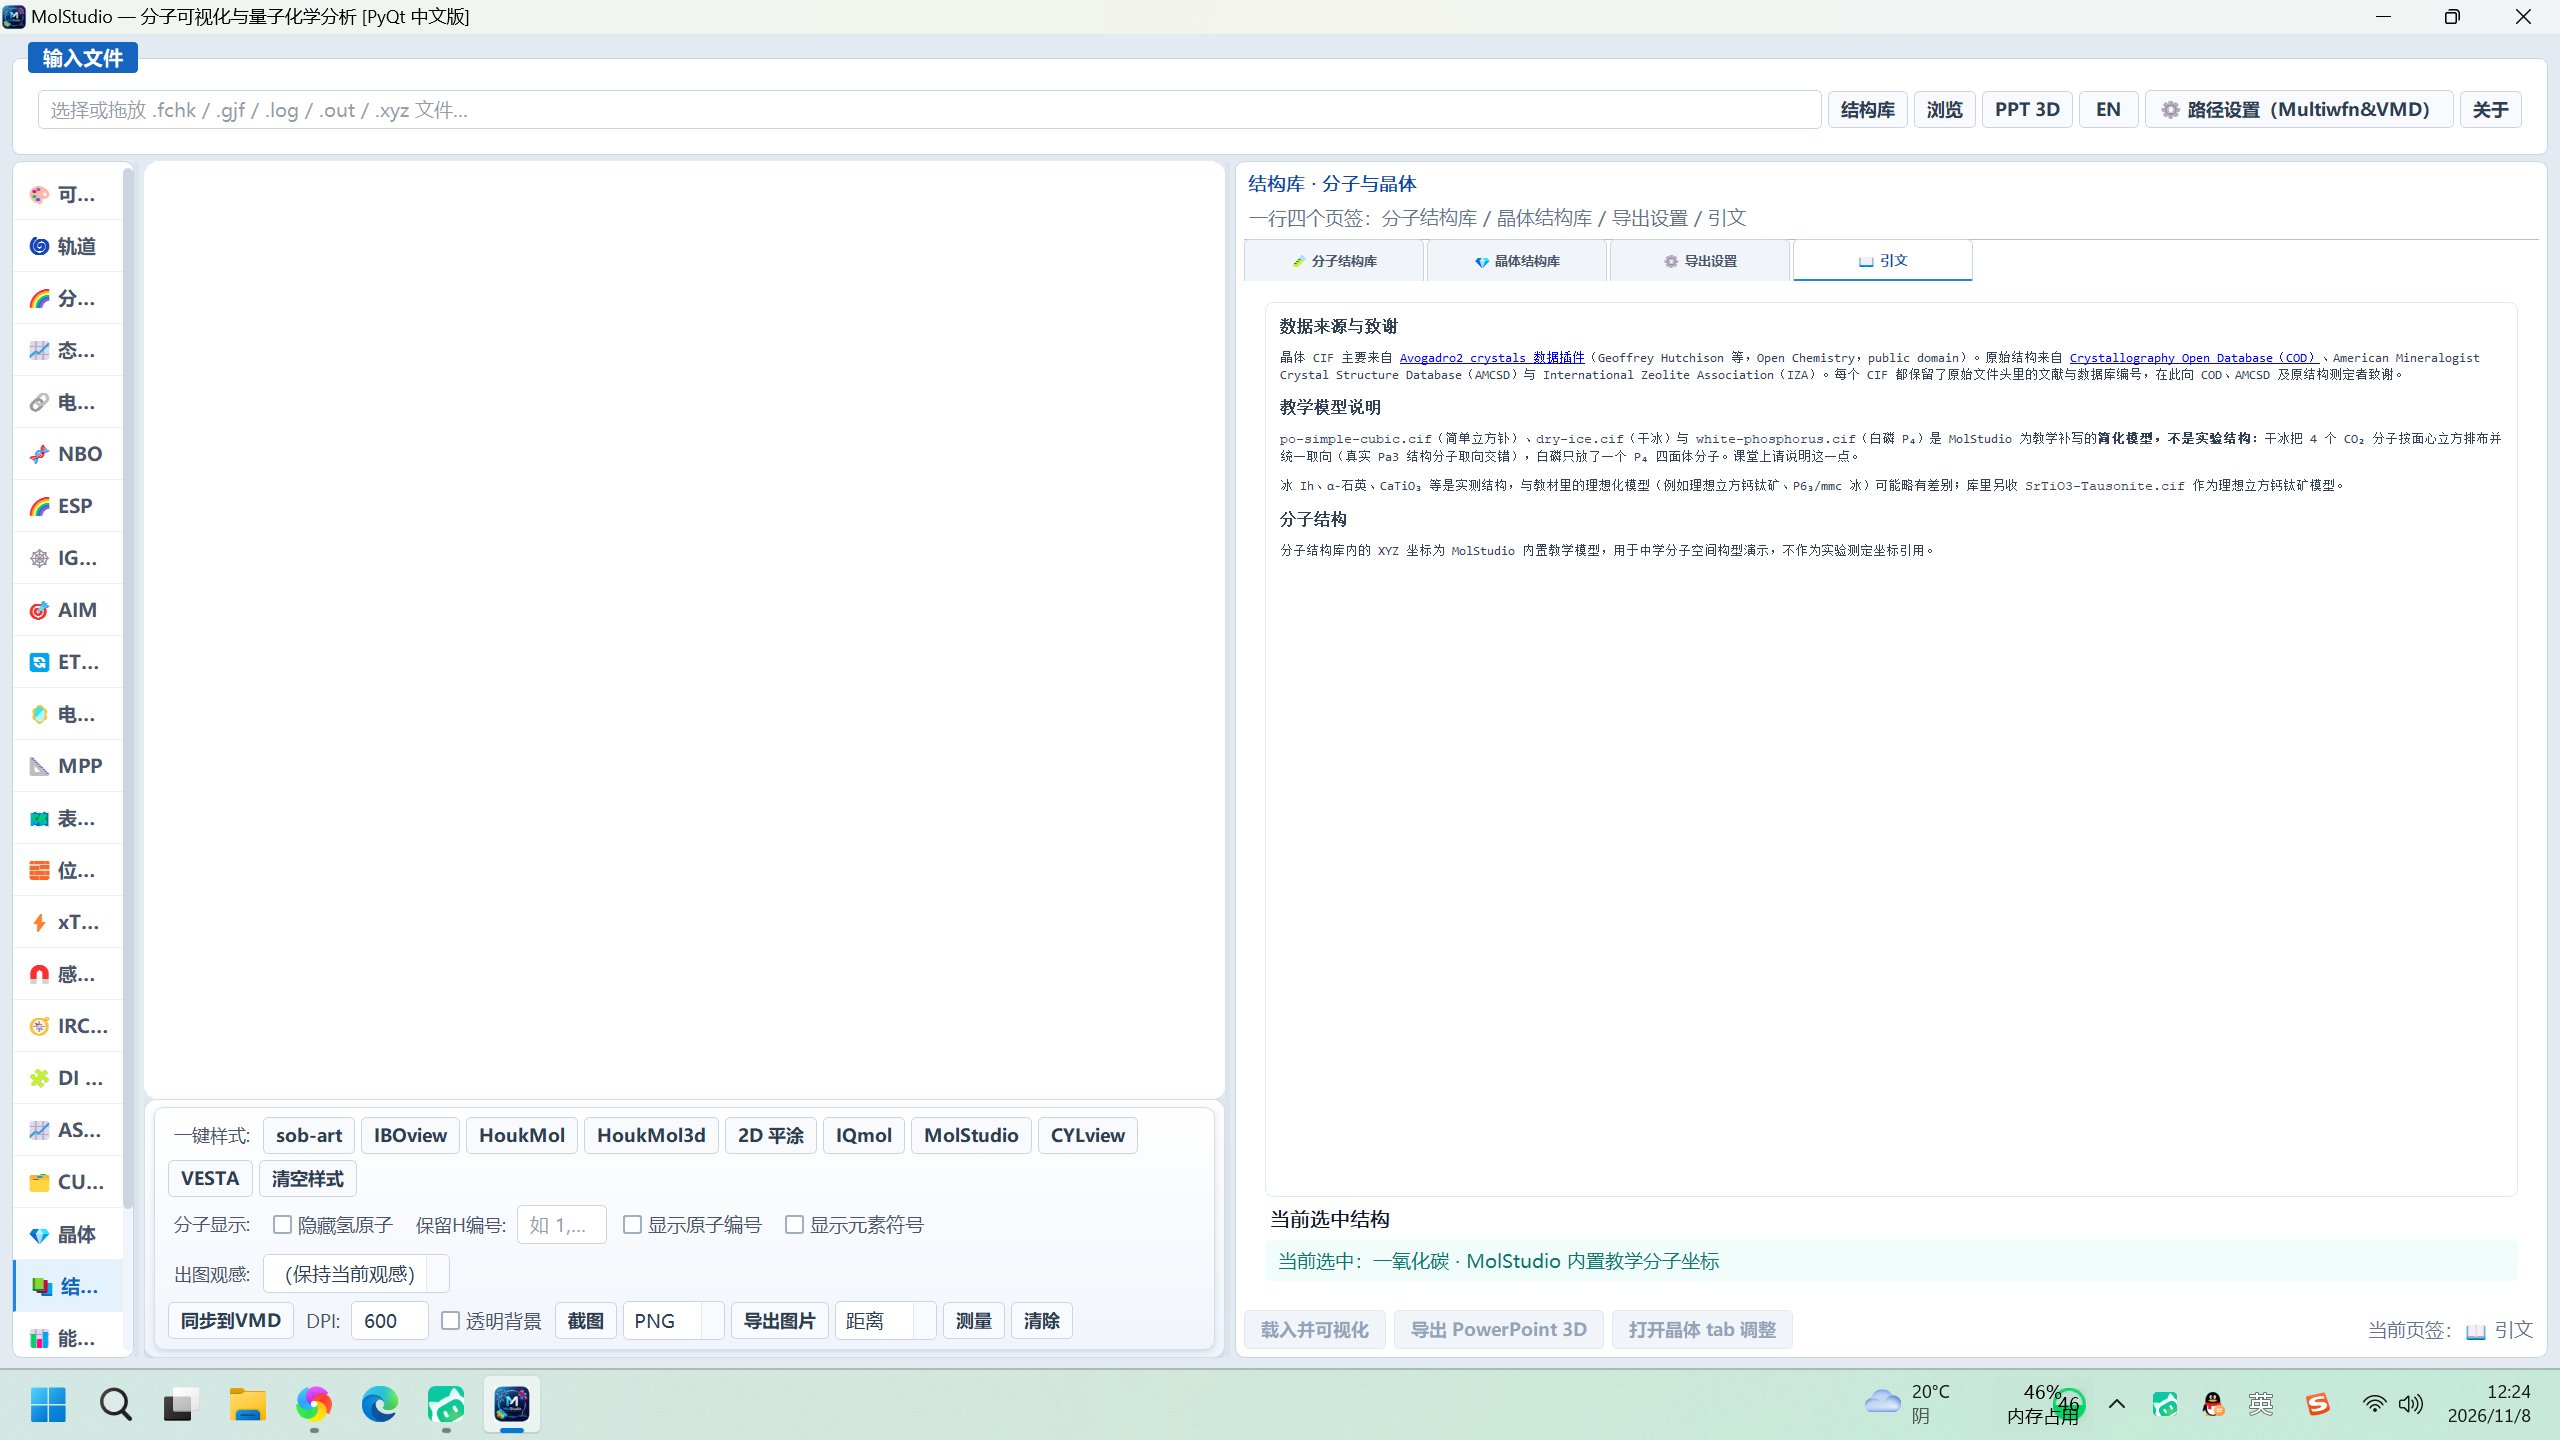 MolStudio — 分子可视化与量子化学分析 [PyQt 中文版]
输入文件
选择或拖放 .fchk / .gjf / .log / .out / .xyz 文件...
结构库
浏览
PPT 3D
EN
路径设置（Multiwfn&VMD）
关于
可...
轨道
分...
态...
电...
NBO
ESP
IG...
AIM
ET...
电...
MPP
表...
位...
xT...
感...
IRC...
DI ...
AS...
CU...
晶体
结...
能...
结构库 · 分子与晶体
一行四个页签：分子结构库 / 晶体结构库 / 导出设置 / 引文
分子结构库
晶体结构库
导出设置
引文
数据来源与致谢
晶体 CIF 主要来自 Avogadro2 crystals 数据插件（Geoffrey Hutchison 等，Open Chemistry，public domain）。原始结构来自 Crystallography Open Database（COD）、American Mineralogist
Crystal Structure Database（AMCSD）与 International Zeolite Association（IZA）。每个 CIF 都保留了原始文件头里的文献与数据库编号，在此向 COD、AMCSD 及原结构测定者致谢。
教学模型说明
po-simple-cubic.cif（简单立方钋）、dry-ice.cif（干冰）与 white-phosphorus.cif（白磷 P₄）是 MolStudio 为教学补写的简化模型，不是实验结构：干冰把 4 个 CO₂ 分子按面心立方排布并
统一取向（真实 Pa3 结构分子取向交错），白磷只放了一个 P₄ 四面体分子。课堂上请说明这一点。
冰 Ih、α-石英、CaTiO₃ 等是实测结构，与教材里的理想化模型（例如理想立方钙钛矿、P6₃/mmc 冰）可能略有差别；库里另收 SrTiO3-Tausonite.cif 作为理想立方钙钛矿模型。
分子结构
分子结构库内的 XYZ 坐标为 MolStudio 内置教学模型，用于中学分子空间构型演示，不作为实验测定坐标引用。
当前选中结构
当前选中：一氧化碳 · MolStudio 内置教学分子坐标
载入并可视化
导出 PowerPoint 3D
打开晶体 tab 调整
当前页签： 引文
一键样式:
sob-art
IBOview
HoukMol
HoukMol3d
2D 平涂
IQmol
MolStudio
CYLview
VESTA
清空样式
分子显示:
隐藏氢原子
保留H编号:
如 1,...
显示原子编号
显示元素符号
出图观感:
（保持当前观感）
同步到VMD
DPI:
600
透明背景
截图
PNG
导出图片
距离
测量
清除
20°C
阴
46%
内存占用
46
英
12:24
2026/11/8